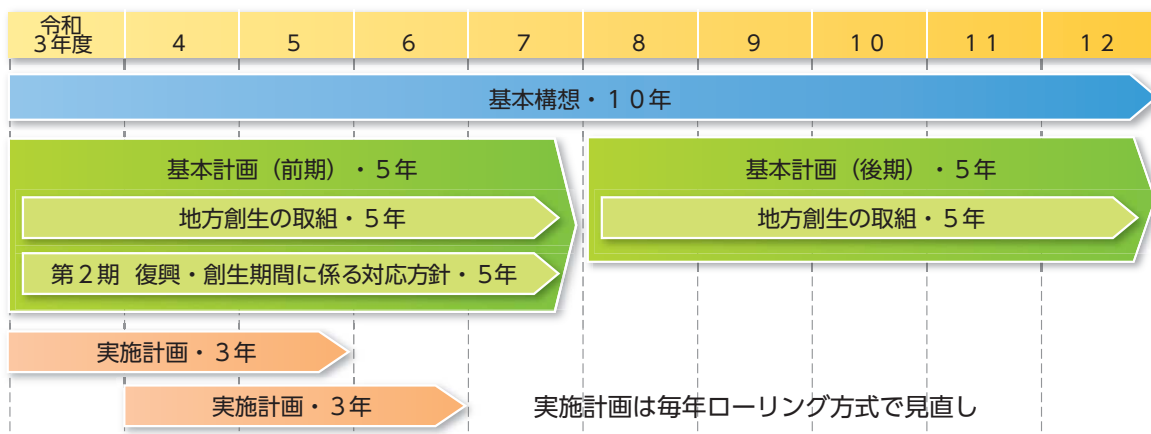 令和
3年度 4 5 6 7 8 9 10 11 12
基本構想・10年
基本計画（前期）・5年 基本計画（後期）・5年
地方創生の取組・5年 地方創生の取組・5年
第2期 復興・創生期間に係る対応方針・5年
実施計画・3年
実施計画・3年 実施計画は毎年ローリング方式で見直し